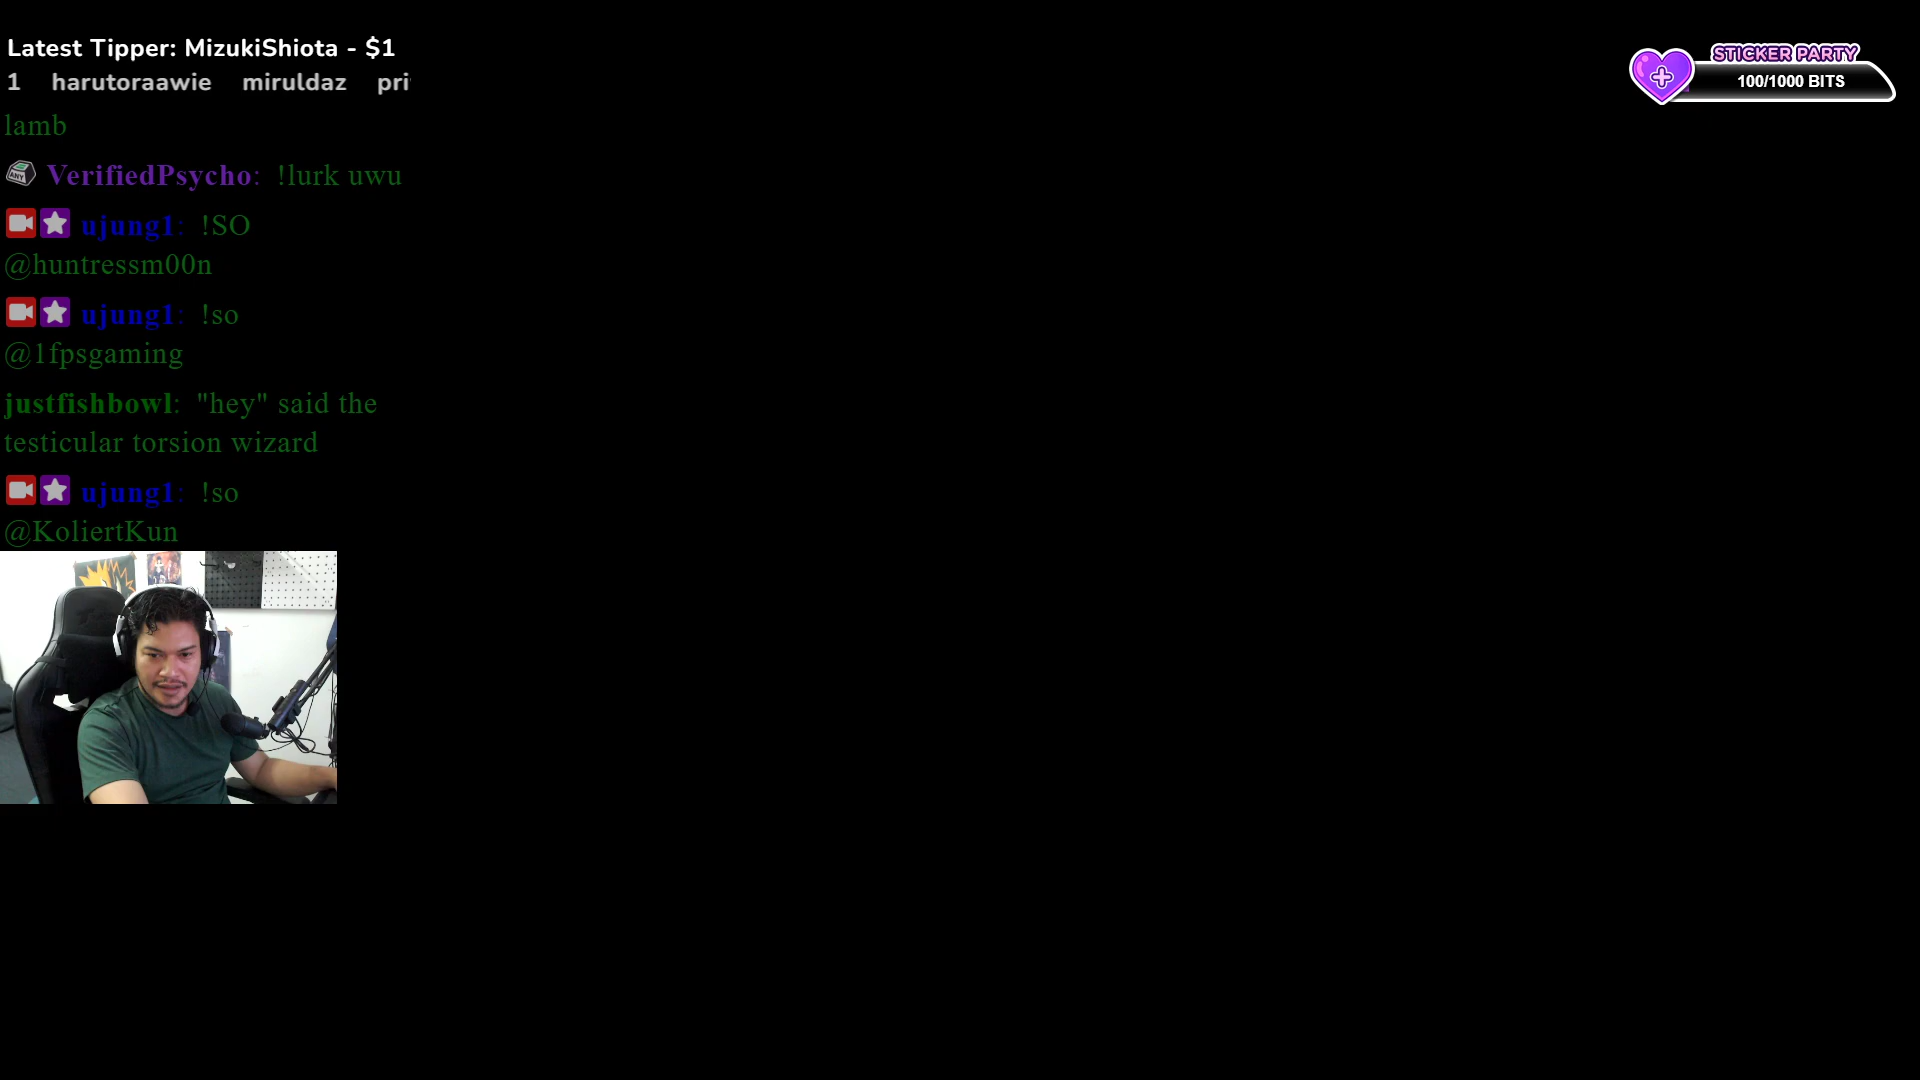 Latest Tipper: MizukiShiota - $1
1 harutoraawie miruldaz pri
STICKER PARTY
100/1000 BITS
lamb
ANY VerifiedPsycho: !lurk uwu
ujung1: !SO
@huntressm00n
ujung1: !so
@1fpsgaming
justfishbowl: "hey" said the
testicular torsion wizard
ujung1: !so
@KoliertKun